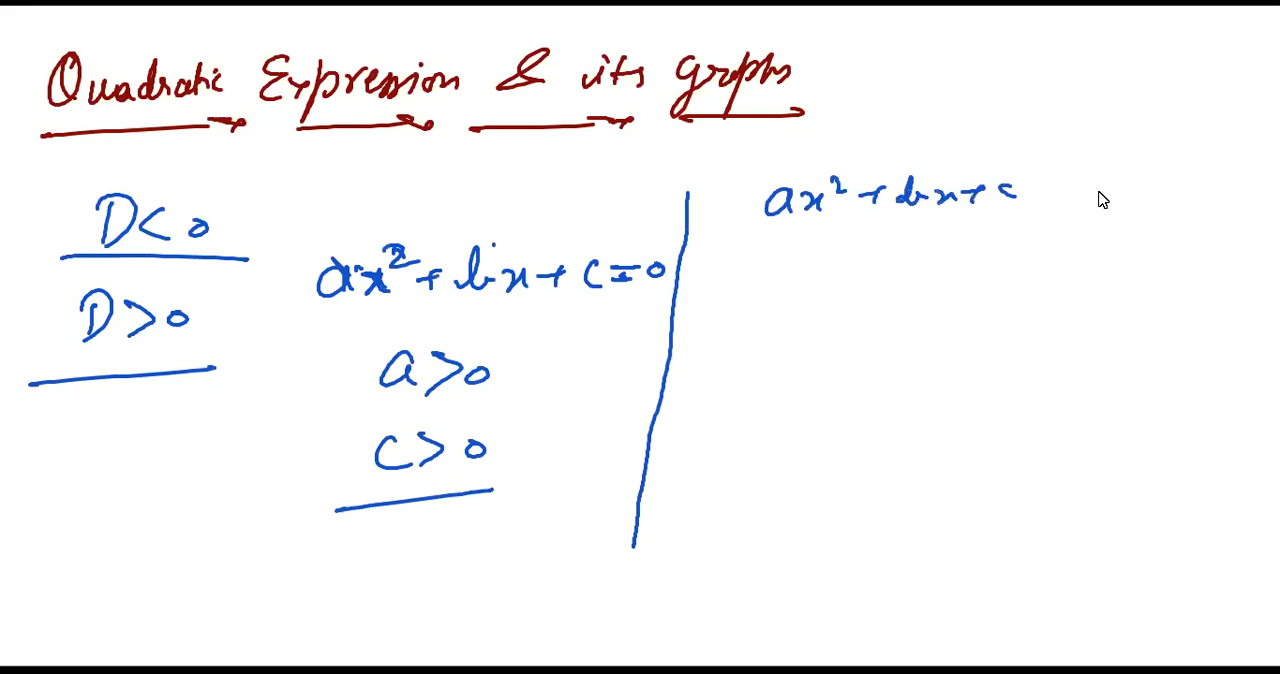 Quadratic Expression & its graphs
D < 0
D > 0
ax² + bx + c = 0
a > 0
c > 0
ax² + bx + c